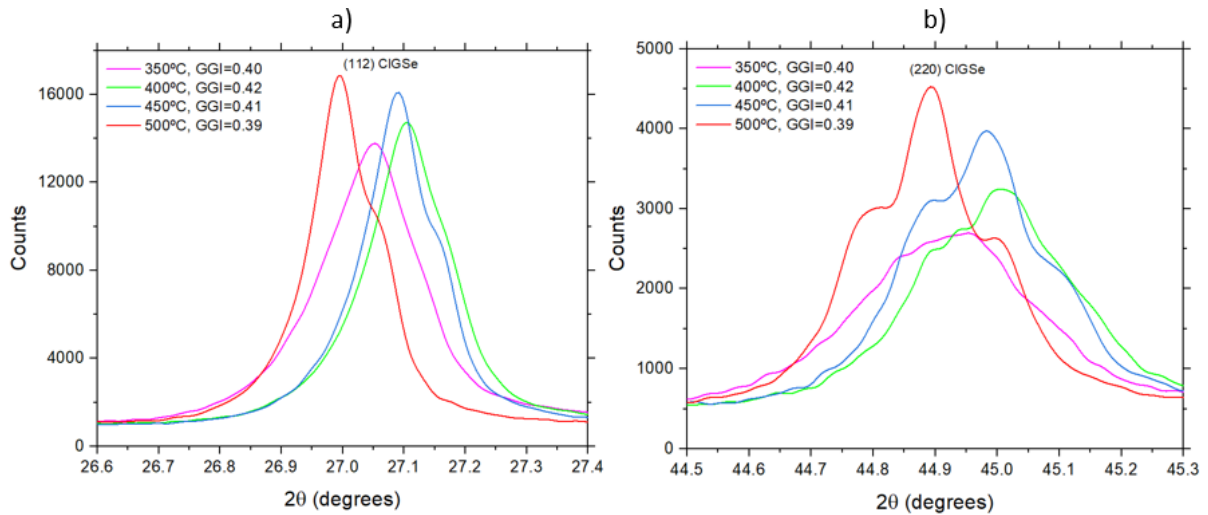 a)
(112) CIGSe
350ºC, GGI=0.40
400ºC, GGI=0.42
450ºC, GGI=0.41
500ºC, GGI=0.39
16000
12000
8000
4000
0
Counts
26.6 26.7 26.8 26.9 27.0 27.1 27.2 27.3 27.4
2θ (degrees)
b)
(220) CIGSe
350ºC, GGI=0.40
400ºC, GGI=0.42
450ºC, GGI=0.41
500ºC, GGI=0.39
5000
4000
3000
2000
1000
0
Counts
44.5 44.6 44.7 44.8 44.9 45.0 45.1 45.2 45.3
2θ (degrees)